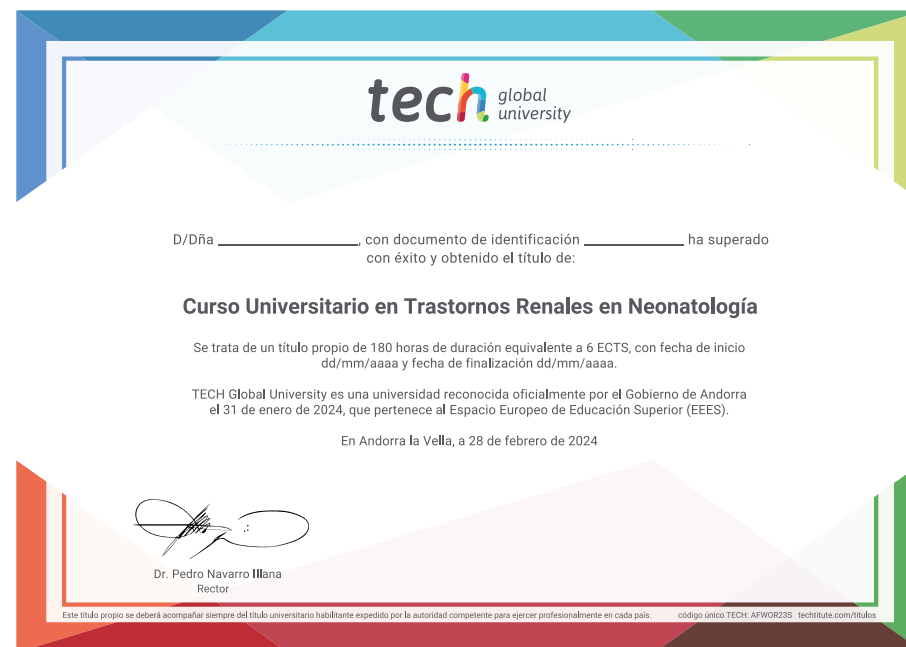 tech global university
D/Dña ____________________, con documento de identificación ______________ ha superado
con éxito y obtenido el título de:
Curso Universitario en Trastornos Renales en Neonatología
Se trata de un título propio de 180 horas de duración equivalente a 6 ECTS, con fecha de inicio
dd/mm/aaaa y fecha de finalización dd/mm/aaaa.
TECH Global University es una universidad reconocida oficialmente por el Gobierno de Andorra
el 31 de enero de 2024, que pertenece al Espacio Europeo de Educación Superior (EEES).
En Andorra la Vella, a 28 de febrero de 2024
Dr. Pedro Navarro Illana
Rector
Este título propio se deberá acompañar siempre del título universitario habilitante expedido por la autoridad competente para ejercer profesionalmente en cada país. código único TECH: AFWOR23S techtitute.com/titulos